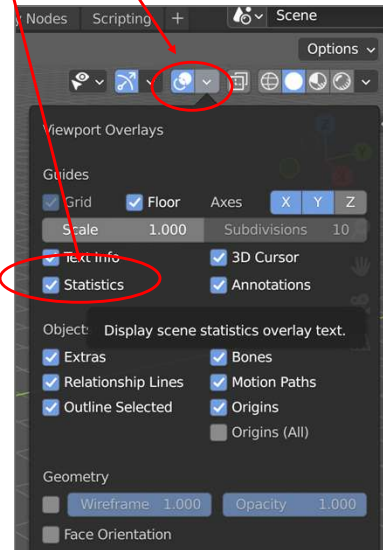 y Nodes Scripting + Scene
Options
Viewport Overlays
Guides
Grid Floor Axes X Y Z
Scale 1.000 Subdivisions 10
Text Info 3D Cursor
Statistics Annotations
Objects Display scene statistics overlay text.
Extras Bones
Relationship Lines Motion Paths
Outline Selected Origins
Origins (All)
Geometry
Wireframe 1.000 Opacity 1.000
Face Orientation